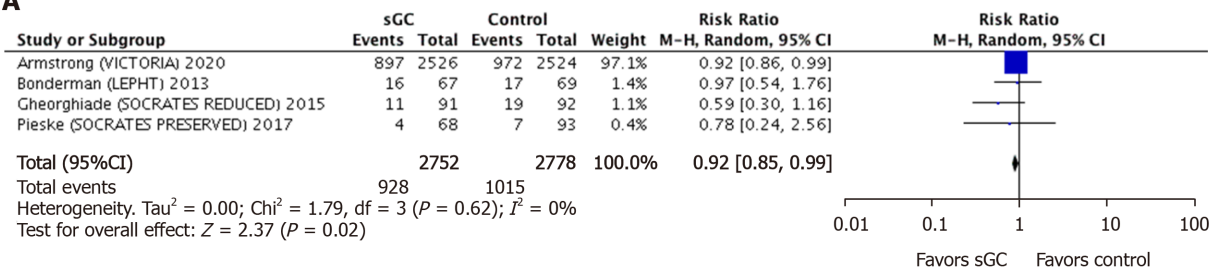 A
sGC Control Risk Ratio Risk Ratio
Study or Subgroup Events Total Events Total Weight M-H, Random, 95% CI M-H, Random, 95% CI
Armstrong (VICTORIA) 2020 897 2526 972 2524 97.1% 0.92 [0.86, 0.99]
Bonderman (LEPHT) 2013 16 67 17 69 1.4% 0.97 [0.54, 1.76]
Gheorghiade (SOCRATES REDUCED) 2015 11 91 19 92 1.1% 0.59 [0.30, 1.16]
Pieske (SOCRATES PRESERVED) 2017 4 68 7 93 0.4% 0.78 [0.24, 2.56]
Total (95%CI) 2752 2778 100.0% 0.92 [0.85, 0.99]
Total events 928 1015
Heterogeneity. Tau² = 0.00; Chi² = 1.79, df = 3 (P = 0.62); I² = 0%
Test for overall effect: Z = 2.37 (P = 0.02)
0.01 0.1 1 10 100
Favors sGC Favors control